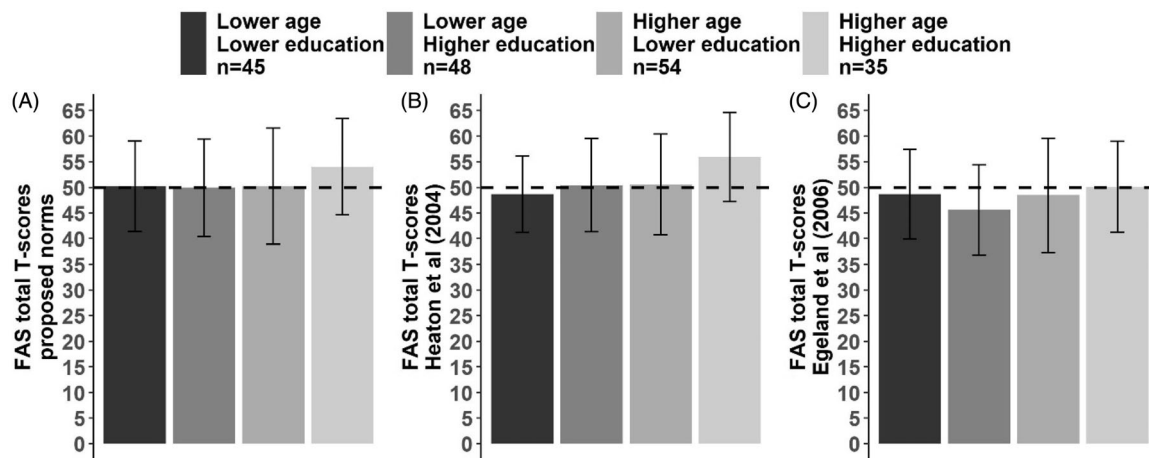 Lower age
Lower education
n=45
Lower age
Higher education
n=48
Higher age
Lower education
n=54
Higher age
Higher education
n=35
(A)
FAS total T-scores
proposed norms
65
60
55
50
45
40
35
30
25
20
15
10
5
0
(B)
FAS total T-scores
Heaton et al (2004)
65
60
55
50
45
40
35
30
25
20
15
10
5
0
(C)
FAS total T-scores
Egeland et al (2006)
65
60
55
50
45
40
35
30
25
20
15
10
5
0